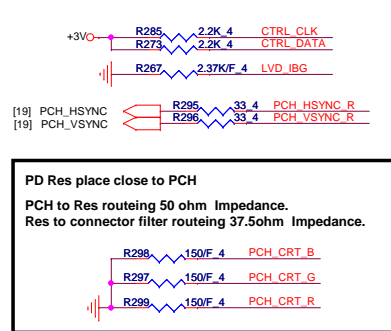 R285 2.2K_4 CTRL_CLK
+3V
R273 2.2K_4 CTRL_DATA
R267 2.37K/F_4 LVD_IBG
[19] PCH_HSYNC R295 33_4 PCH_HSYNC_R
[19] PCH_VSYNC R296 33_4 PCH_VSYNC_R
PD Res place close to PCH
PCH to Res routeing 50 ohm Impedance.
Res to connector filter routeing 37.5ohm Impedance.
R298 150/F_4 PCH_CRT_B
R297 150/F_4 PCH_CRT_G
R299 150/F_4 PCH_CRT_R